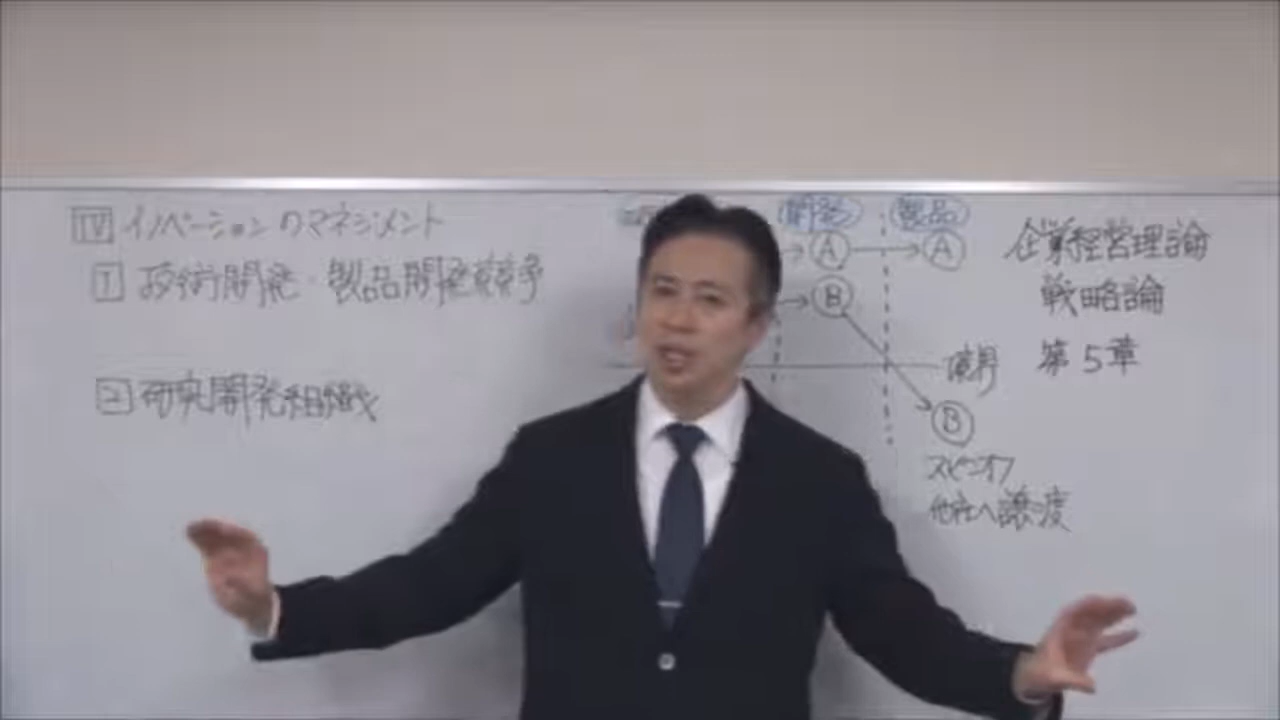 Ⅳ イノベーションのマネジメント
1 技術開発・製品開発競争
2 研究開発組織
開発 製品
A → A
B
B
スピンオフ
他社へ譲渡
企業経営理論
戦略論
第5章